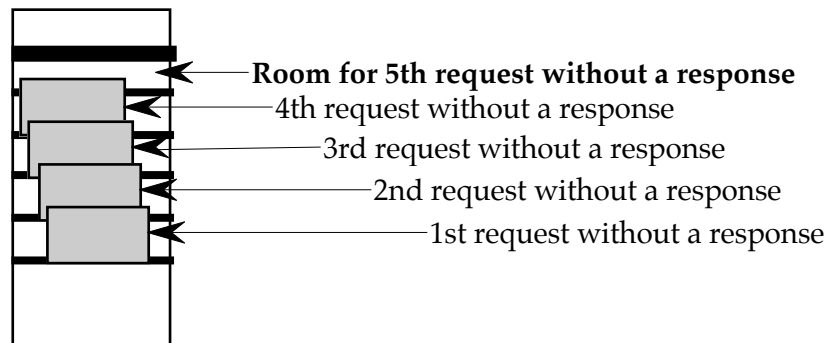 Room for 5th request without a response
4th request without a response
3rd request without a response
2nd request without a response
1st request without a response